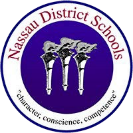 Nassau District Schools
"character, conscience, competence"